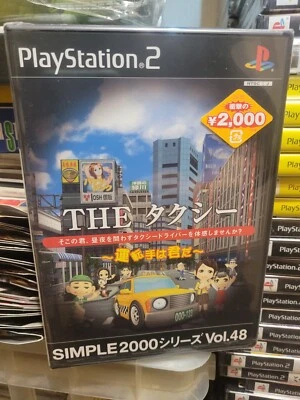 PlayStation®2
衝撃の
¥2,000
THE タクシー
そこの君、昼夜を問わずタクシードライバーを体感しませんか?
～運転手は君だ～
SIMPLE2000シリーズ Vol.48